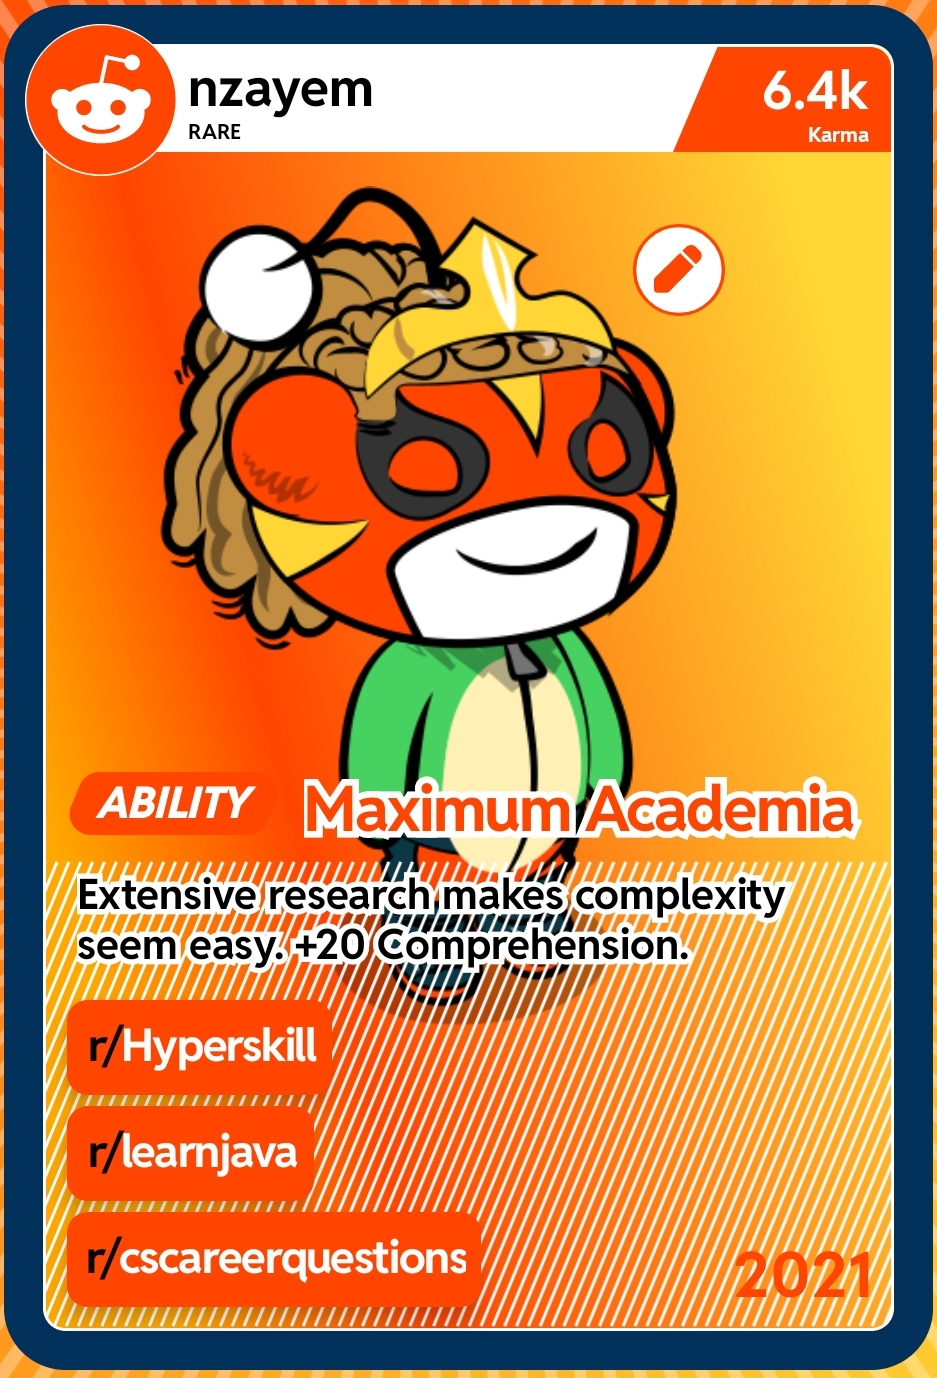 nzayem
RARE
6.4k
Karma
ABILITY
Maximum Academia
Extensive research makes complexity
seem easy. +20 Comprehension.
r/Hyperskill
r/learnjava
r/cscareerquestions
2021